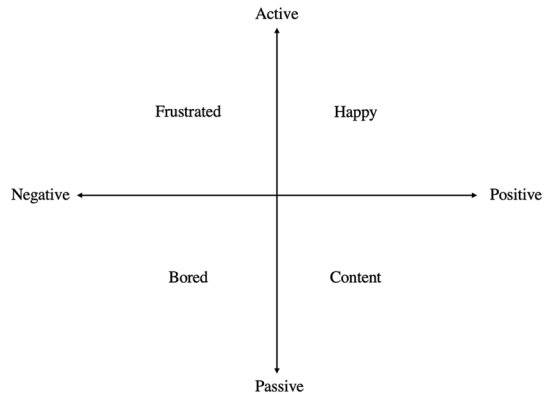 Active
Frustrated Happy
Negative Positive
Bored Content
Passive